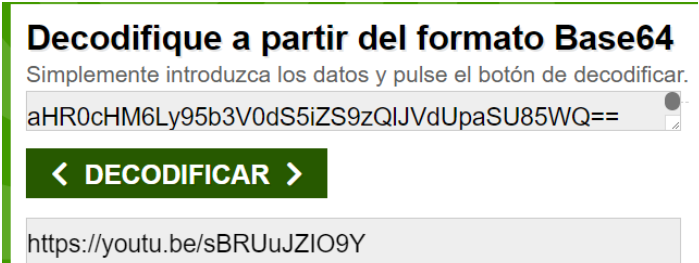 Decodifique a partir del formato Base64
Simplemente introduzca los datos y pulse el botón de decodificar.
aHR0cHM6Ly95b3V0dS5iZS9zQlJVdUpaSU85WQ==
< DECODIFICAR >
https://youtu.be/sBRUuJZIO9Y